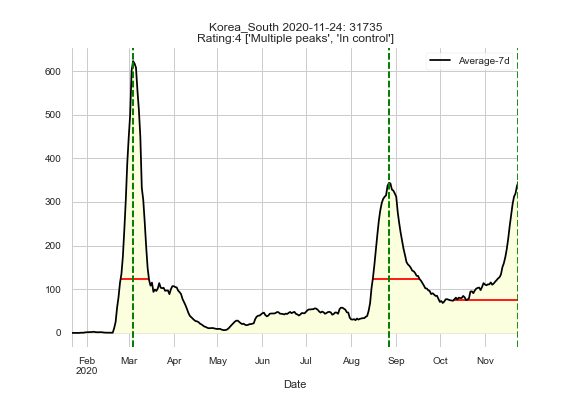 Korea_South 2020-11-24: 31735
Rating:4 ['Multiple peaks', 'In control']
Average-7d
600
500
400
300
200
100
0
Feb Mar Apr May Jun Jul Aug Sep Oct Nov
2020
Date